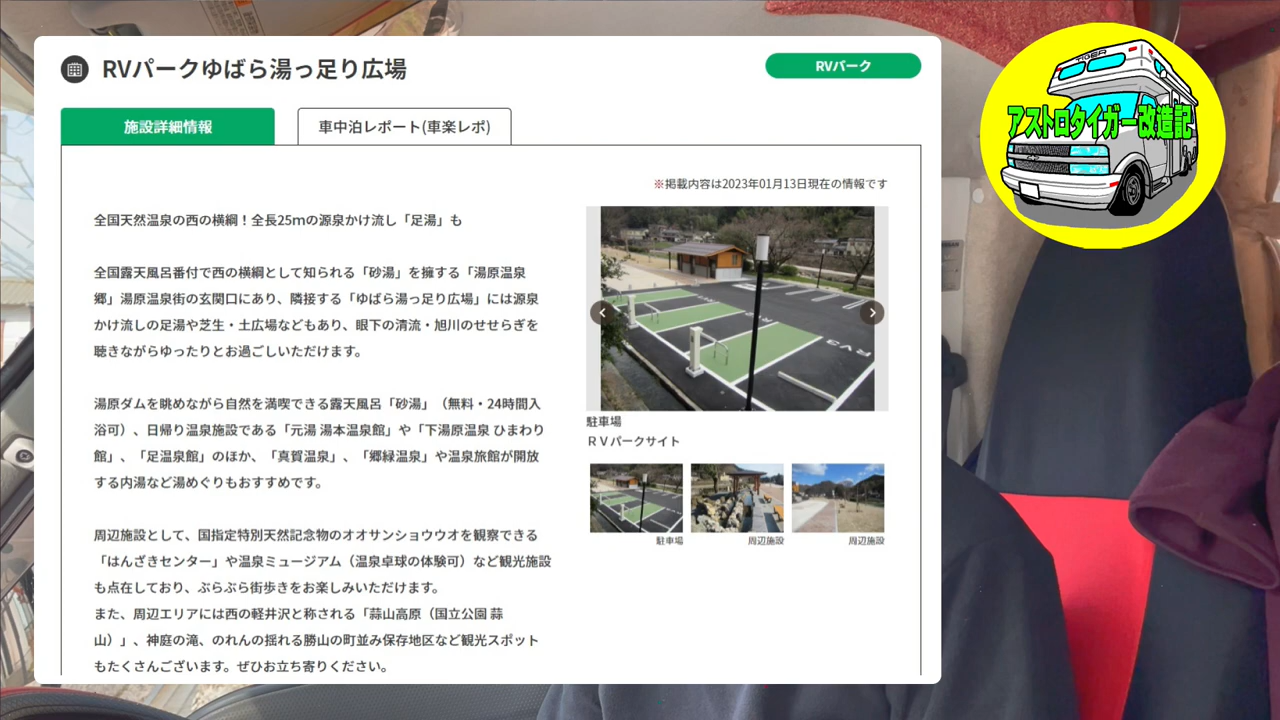 RVパークゆばら湯っ足り広場
RVパーク
施設詳細情報
車中泊レポート(車楽レポ)
※掲載内容は2023年01月13日現在の情報です
全国天然温泉の西の横綱！全長25mの源泉かけ流し「足湯」も
全国露天風呂番付で西の横綱として知られる「砂湯」を擁する「湯原温泉
郷」湯原温泉街の玄関口にあり、隣接する「ゆばら湯っ足り広場」には源泉
かけ流しの足湯や芝生・土広場などもあり、眼下の清流・旭川のせせらぎを
聴きながらゆったりとお過ごしいただけます。
湯原ダムを眺めながら自然を満喫できる露天風呂「砂湯」（無料・24時間入
浴可）、日帰り温泉施設である「元湯 湯本温泉館」や「下湯原温泉 ひまわり
館」、「足温泉館」のほか、「真賀温泉」、「郷緑温泉」や温泉旅館が開放
する内湯など湯めぐりもおすすめです。
周辺施設として、国指定特別天然記念物のオオサンショウウオを観察できる
「はんざきセンター」や温泉ミュージアム（温泉卓球の体験可）など観光施設
も点在しており、ぶらぶら街歩きをお楽しみいただけます。
また、周辺エリアには西の軽井沢と称される「蒜山高原（国立公園 蒜
山）」、神庭の滝、のれんの揺れる勝山の町並み保存地区など観光スポット
もたくさんございます。ぜひお立ち寄りください。
RV3
駐車場
ＲＶパークサイト
駐車場
周辺施設
周辺施設
TIGER
アストロタイガー改造記